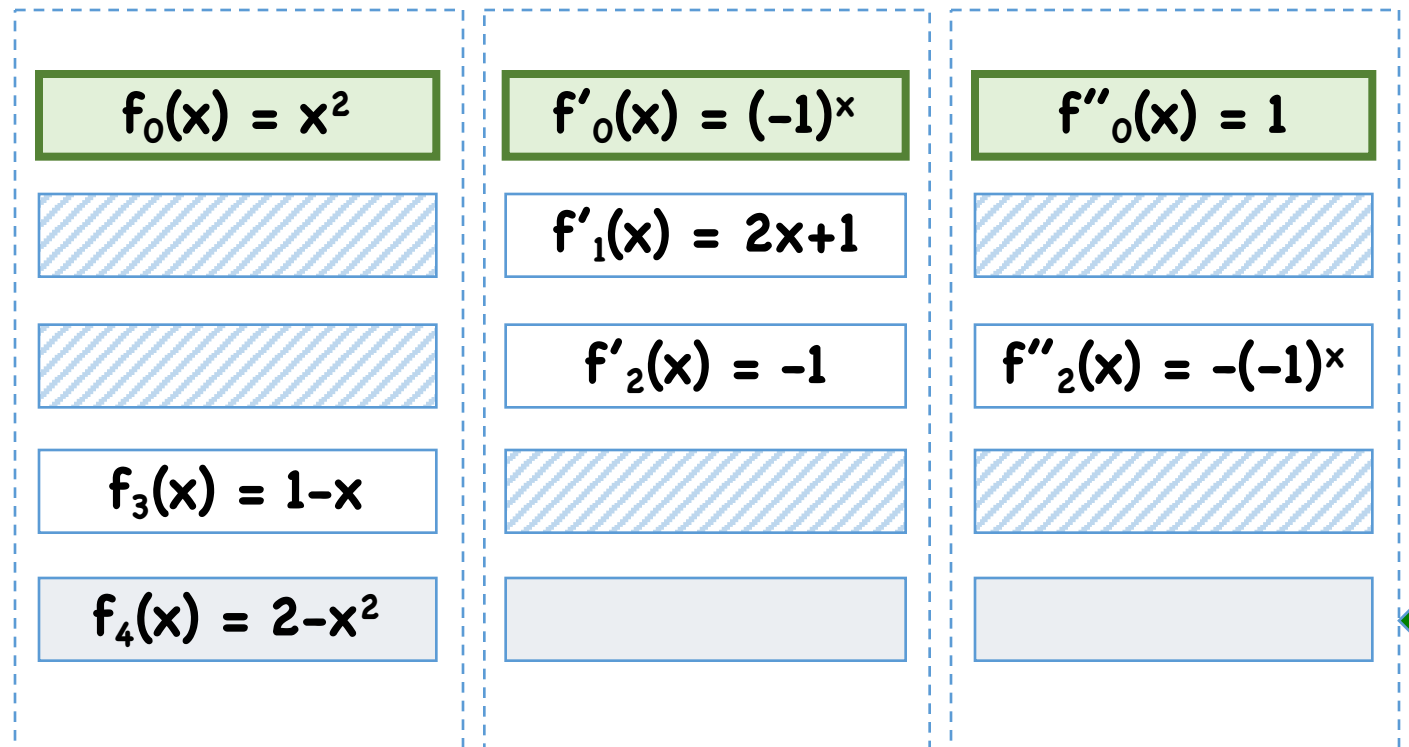 f₀(x) = x²
f′₀(x) = (-1)ˣ
f″₀(x) = 1
f′₁(x) = 2x+1
f′₂(x) = -1
f″₂(x) = -(-1)ˣ
f₃(x) = 1-x
f₄(x) = 2-x²